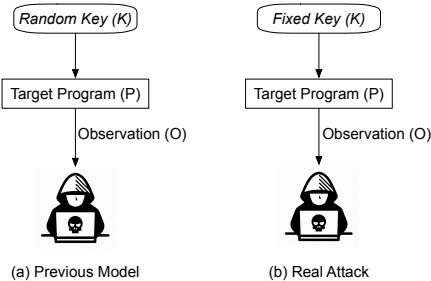 Random Key (K)
Fixed Key (K)
Target Program (P)
Target Program (P)
Observation (O)
Observation (O)
(a) Previous Model
(b) Real Attack